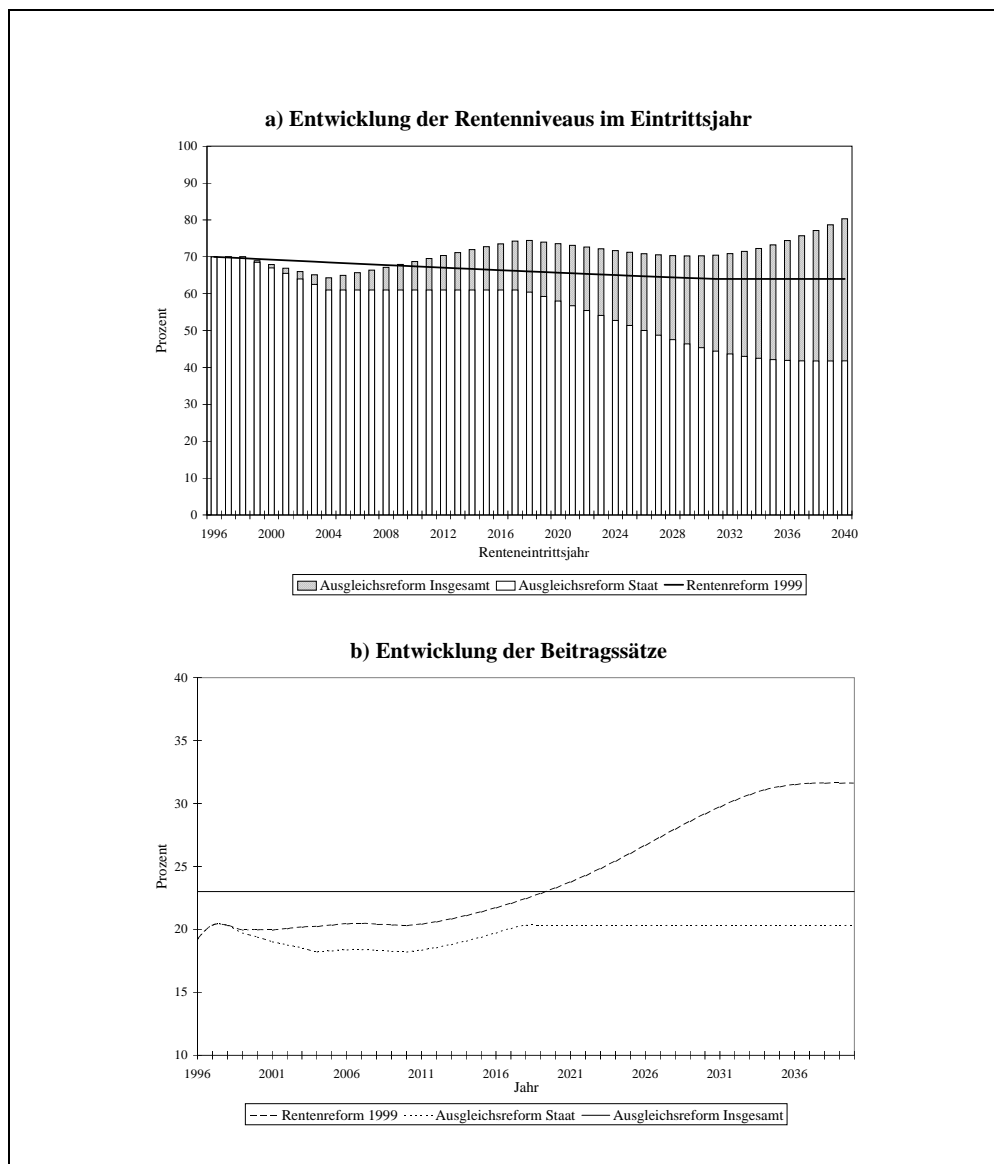 a) Entwicklung der Rentenniveaus im Eintrittsjahr
100
90
80
70
60
50
40
30
20
10
0
Prozent
1996 2000 2004 2008 2012 2016 2020 2024 2028 2032 2036 2040
Renteneintrittsjahr
Ausgleichsreform Insgesamt Ausgleichsreform Staat Rentenreform 1999
b) Entwicklung der Beitragssätze
40
35
30
25
20
15
10
Prozent
1996 2001 2006 2011 2016 2021 2026 2031 2036
Jahr
Rentenreform 1999 Ausgleichsreform Staat Ausgleichsreform Insgesamt